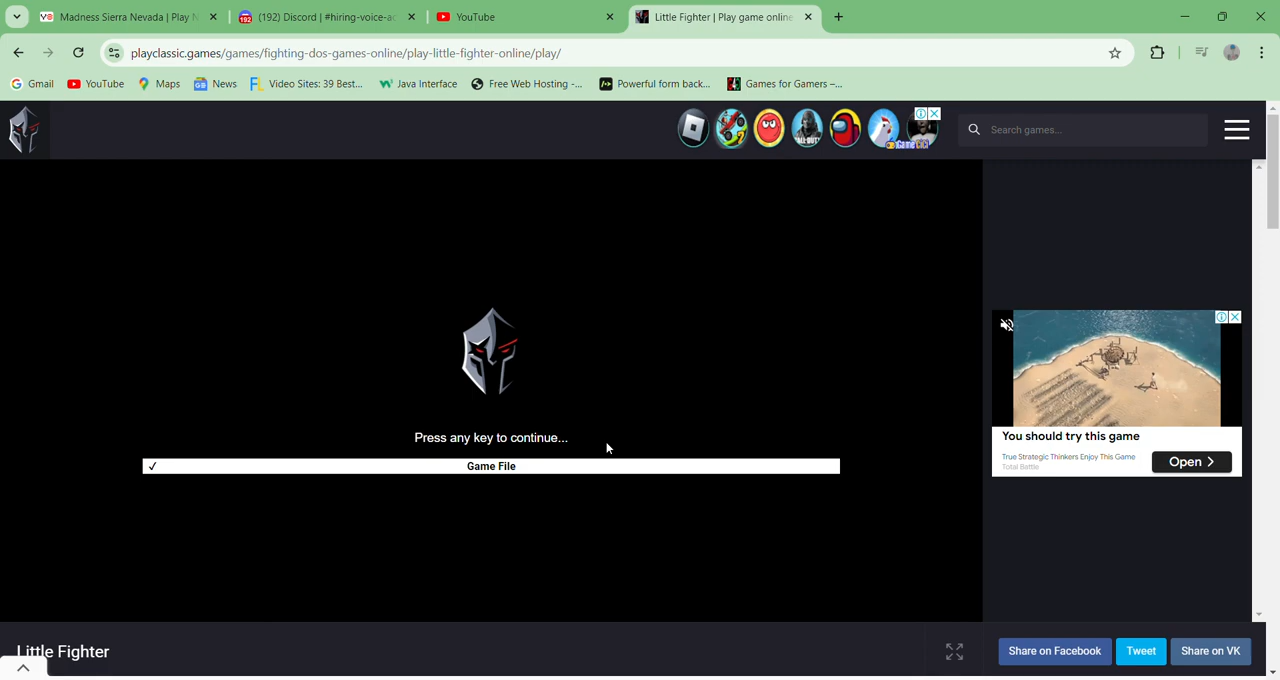 Madness Sierra Nevada | Play N
(192) Discord | #hiring-voice-ac
YouTube
Little Fighter | Play game online
playclassic.games/games/fighting-dos-games-online/play-little-fighter-online/play/
Gmail
YouTube
Maps
News
Video Sites: 39 Best...
Java Interface
Free Web Hosting -...
Powerful form back...
Games for Gamers –...
Search games...
Press any key to continue...
✓ Game File
You should try this game
True Strategic Thinkers Enjoy This Game
Total Battle
Open >
Little Fighter
Share on Facebook
Tweet
Share on VK